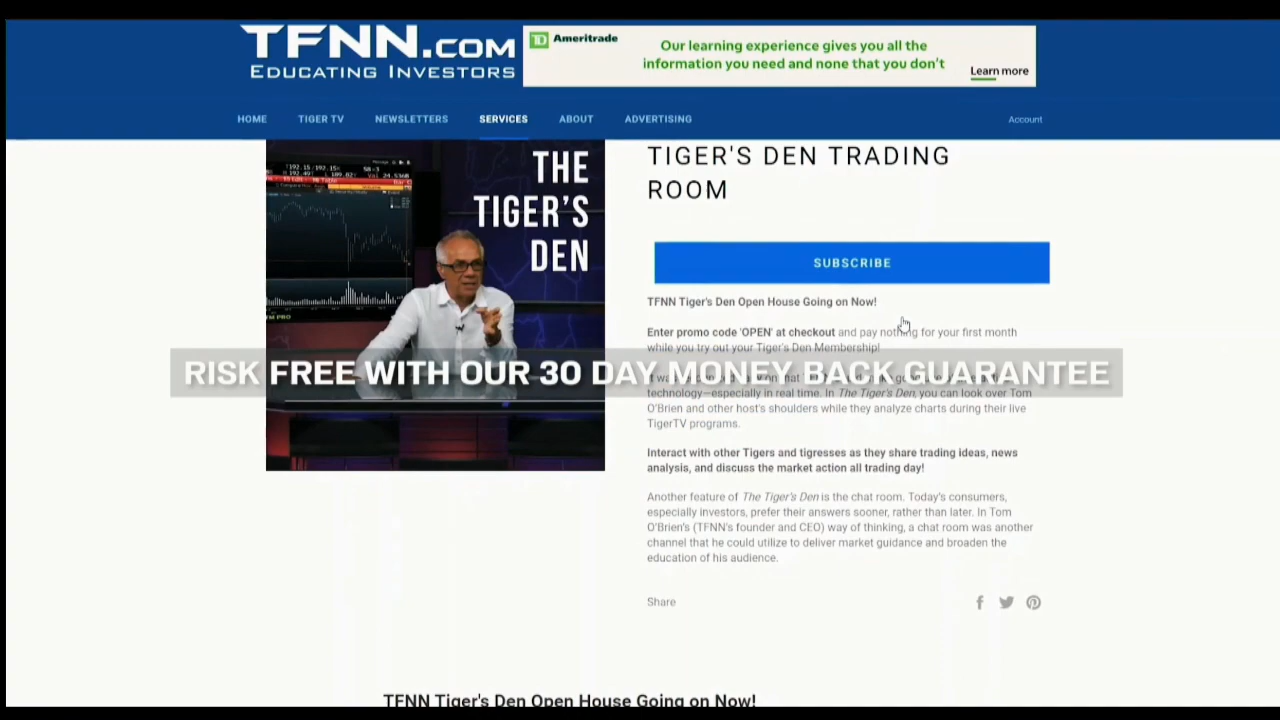 TFNN.COM
EDUCATING INVESTORS
Ameritrade
Our learning experience gives you all the
information you need and none that you don't
Learn more
HOME TIGER TV NEWSLETTERS SERVICES ABOUT ADVERTISING Account
THE
TIGER'S
DEN
TIGER'S DEN TRADING
ROOM
SUBSCRIBE
TFNN Tiger's Den Open House Going on Now!
Enter promo code 'OPEN' at checkout and pay nothing for your first month
while you try out your Tiger's Den Membership!
RISK FREE WITH OUR 30 DAY MONEY BACK GUARANTEE
technology—especially in real time. In The Tiger's Den, you can look over Tom
O'Brien and other host's shoulders while they analyze charts during their live
TigerTV programs.
Interact with other Tigers and tigresses as they share trading ideas, news
analysis, and discuss the market action all trading day!
Another feature of The Tiger's Den is the chat room. Today's consumers,
especially investors, prefer their answers sooner, rather than later. In Tom
O'Brien's (TFNN's founder and CEO) way of thinking, a chat room was another
channel that he could utilize to deliver market guidance and broaden the
education of his audience.
Share
TFNN Tiger's Den Open House Going on Now!